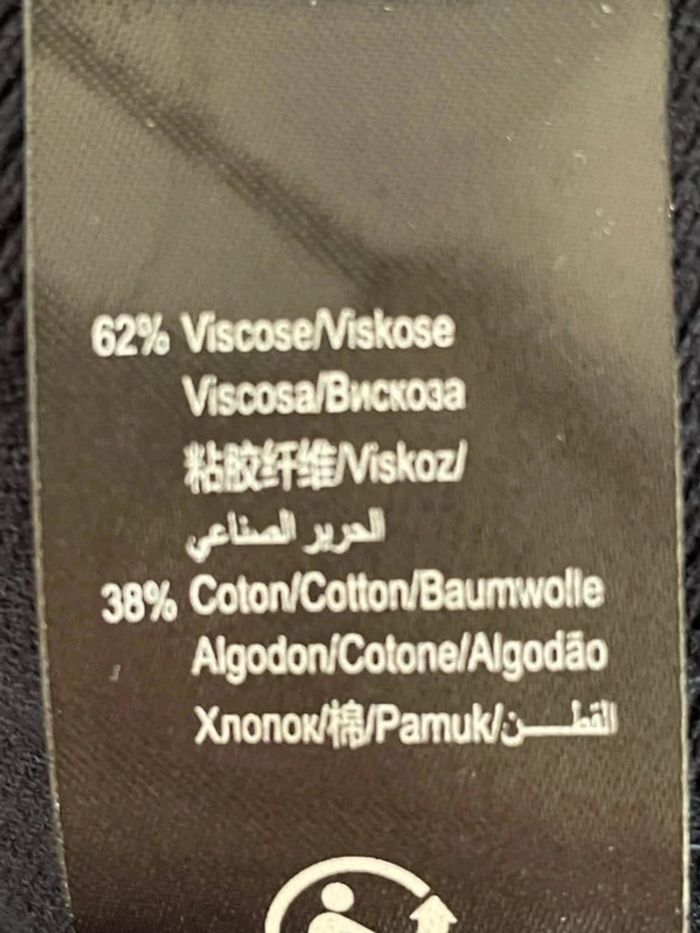 62% Viscose/Viskose
Viscosa/Вискоза
粘胶纤维/Viskoz/
الحرير الصناعي
38% Coton/Cotton/Baumwolle
Algodon/Cotone/Algodão
Хлопок/棉/Pamuk/القطـــن